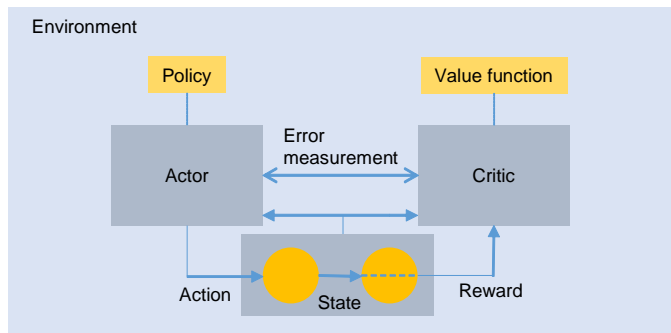 Environment
Policy
Value function
Error
measurement
Actor
Critic
Action
State
Reward